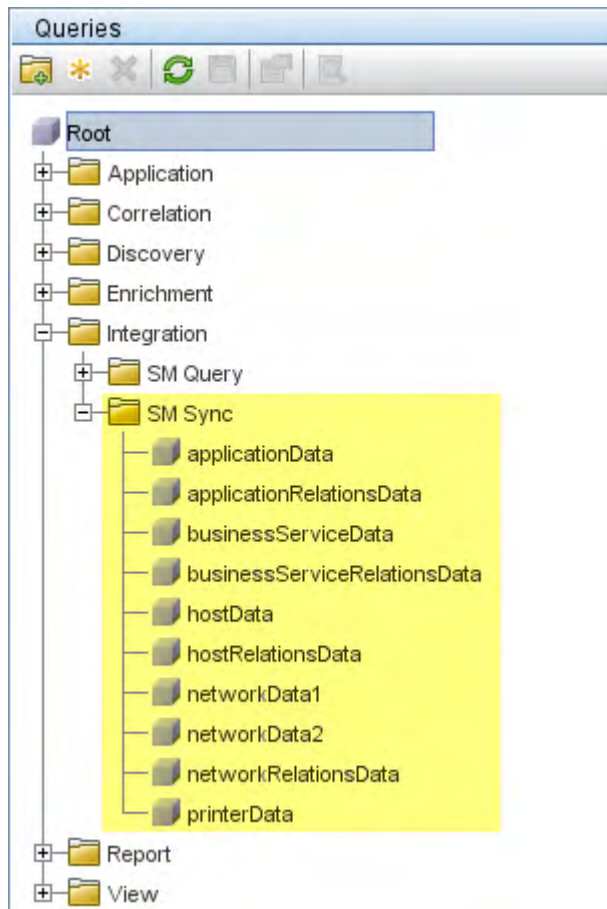 Queries
Root
Application
Correlation
Discovery
Enrichment
Integration
SM Query
SM Sync
applicationData
applicationRelationsData
businessServiceData
businessServiceRelationsData
hostData
hostRelationsData
networkData1
networkData2
networkRelationsData
printerData
Report
View